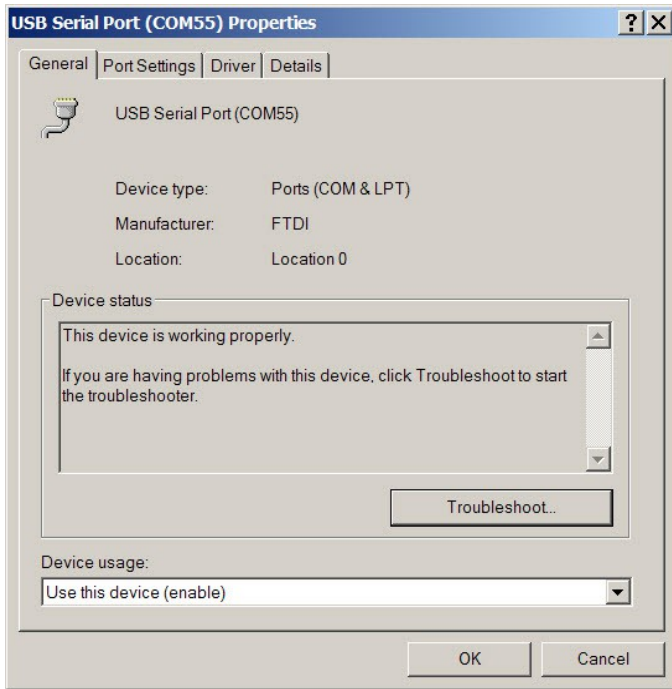 USB Serial Port (COM55) Properties
? X
General Port Settings Driver Details
USB Serial Port (COM55)
Device type: Ports (COM & LPT)
Manufacturer: FTDI
Location: Location 0
Device status
This device is working properly.
If you are having problems with this device, click Troubleshoot to start
the troubleshooter.
Troubleshoot...
Device usage:
Use this device (enable)
OK Cancel